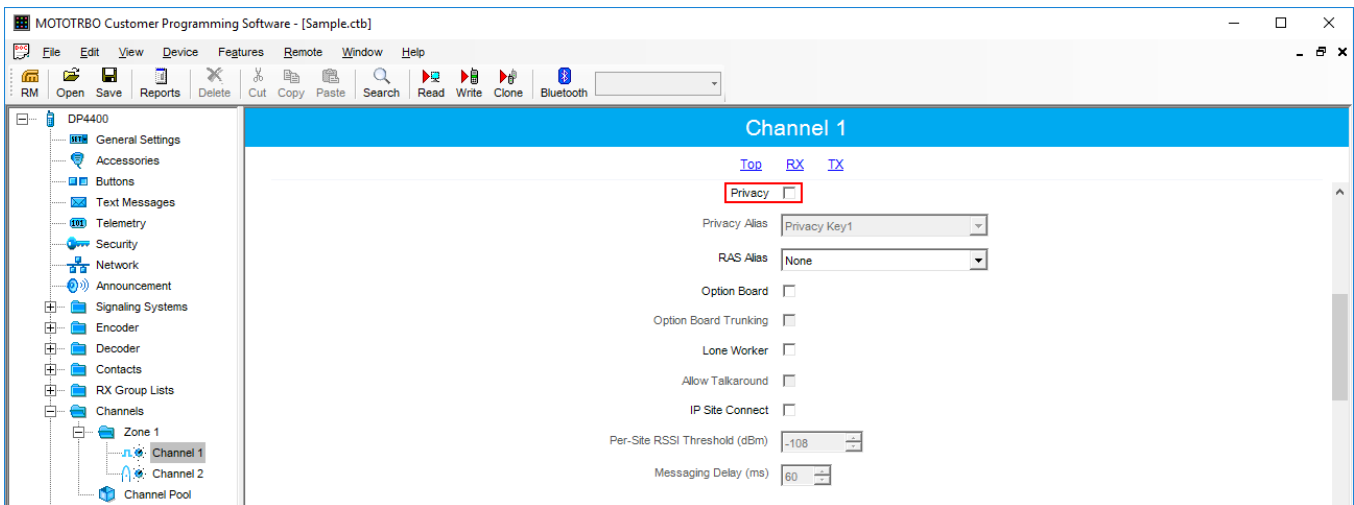 MOTOTRBO Customer Programming Software - [Sample.ctb]
DOC File Edit View Device Features Remote Window Help
RM Open Save Reports Delete Cut Copy Paste Search Read Write Clone Bluetooth
DP4400
General Settings
Accessories
Buttons
Text Messages
Telemetry
Security
Network
Announcement
Signaling Systems
Encoder
Decoder
Contacts
RX Group Lists
Channels
Zone 1
Channel 1
Channel 2
Channel Pool
Channel 1
Top RX TX
Privacy
Privacy Alias Privacy Key1
RAS Alias None
Option Board
Option Board Trunking
Lone Worker
Allow Talkaround
IP Site Connect
Per-Site RSSI Threshold (dBm) -108
Messaging Delay (ms) 60